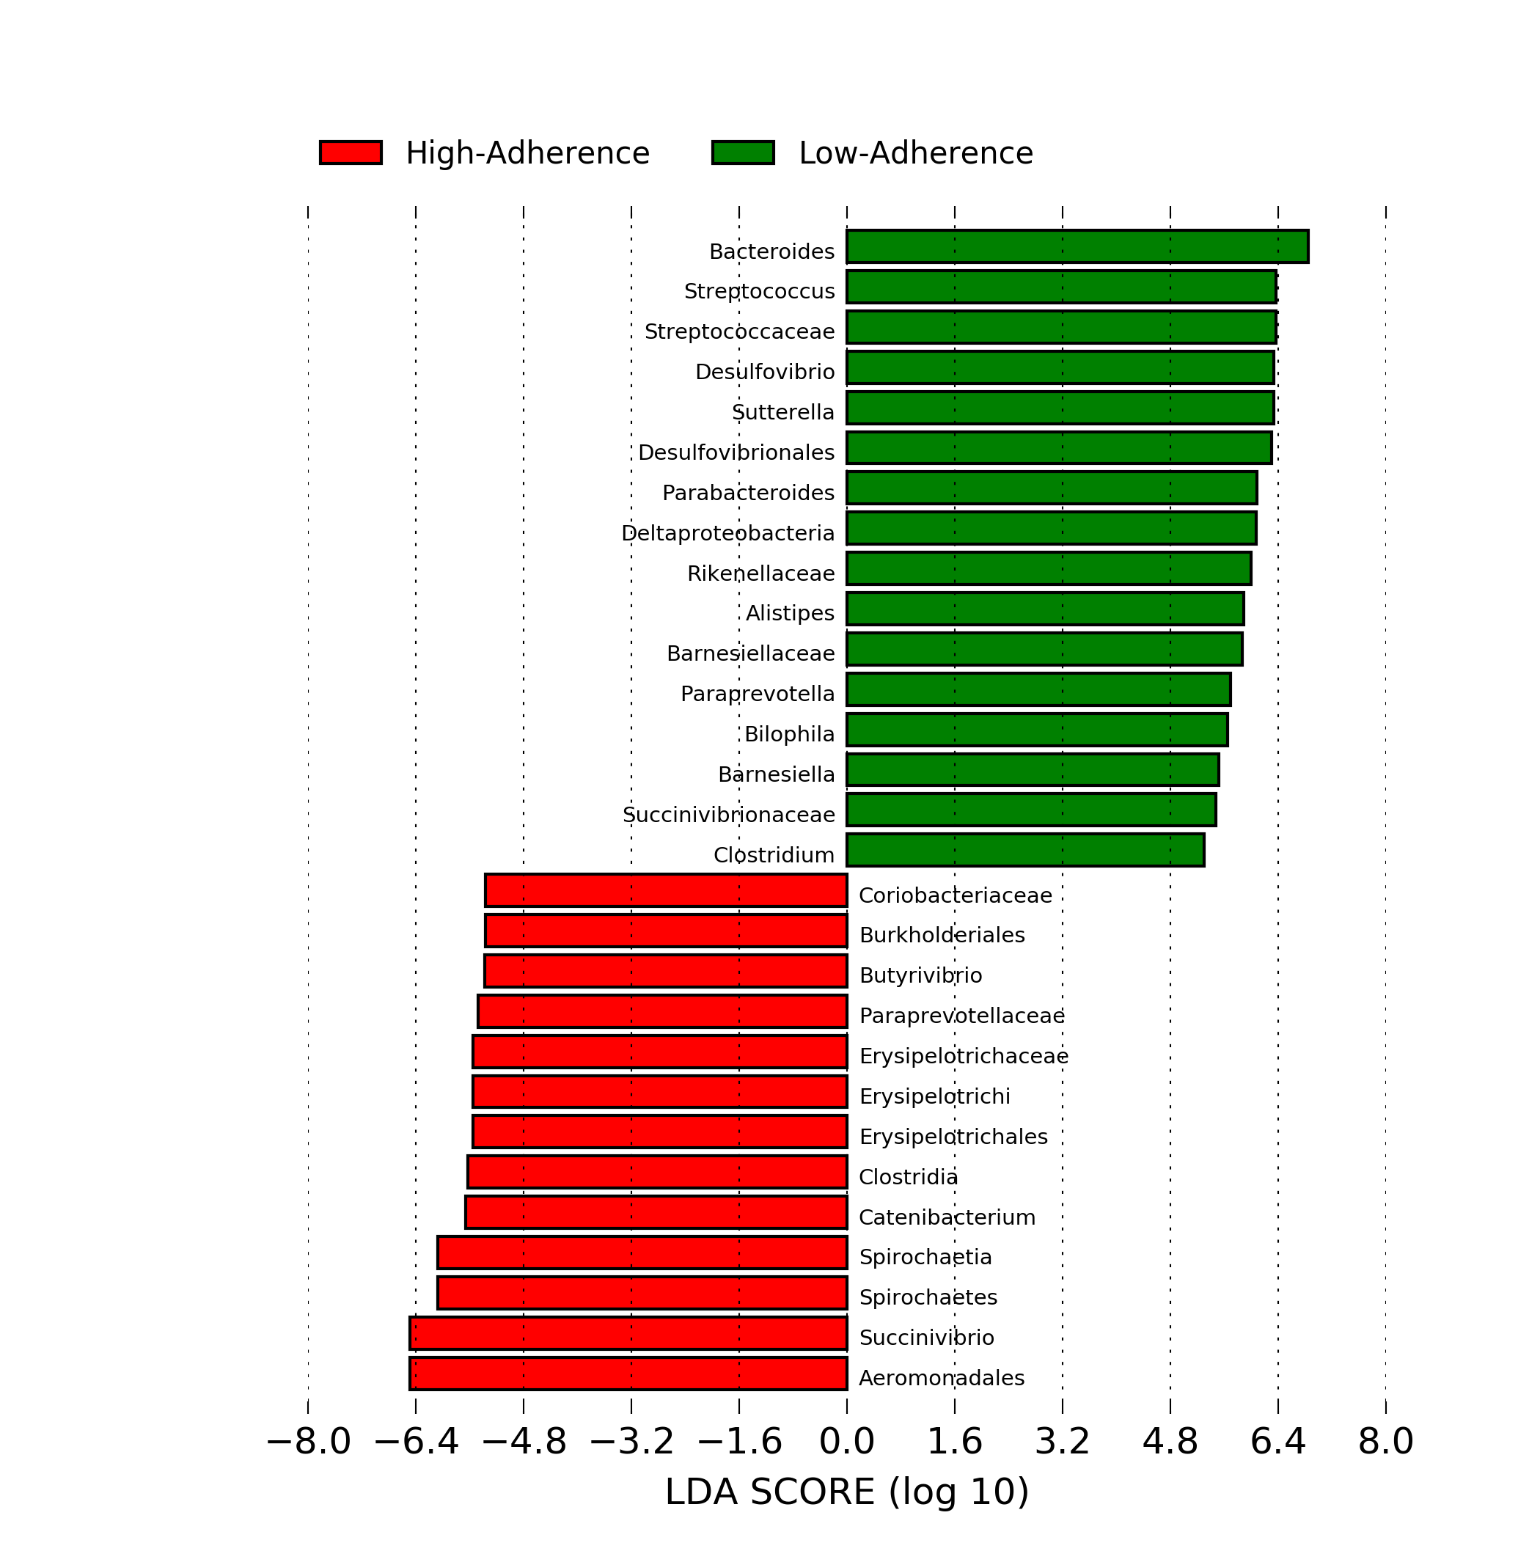 High-Adherence Low-Adherence
Bacteroides
Streptococcus
Streptococcaceae
Desulfovibrio
Sutterella
Desulfovibrionales
Parabacteroides
Deltaproteobacteria
Rikenellaceae
Alistipes
Barnesiellaceae
Paraprevotella
Bilophila
Barnesiella
Succinivibrionaceae
Clostridium
Coriobacteriaceae
Burkholderiales
Butyrivibrio
Paraprevotellaceae
Erysipelotrichaceae
Erysipelotrichi
Erysipelotrichales
Clostridia
Catenibacterium
Spirochaetia
Spirochaetes
Succinivibrio
Aeromonadales
−8.0 −6.4 −4.8 −3.2 −1.6 0.0 1.6 3.2 4.8 6.4 8.0
LDA SCORE (log 10)